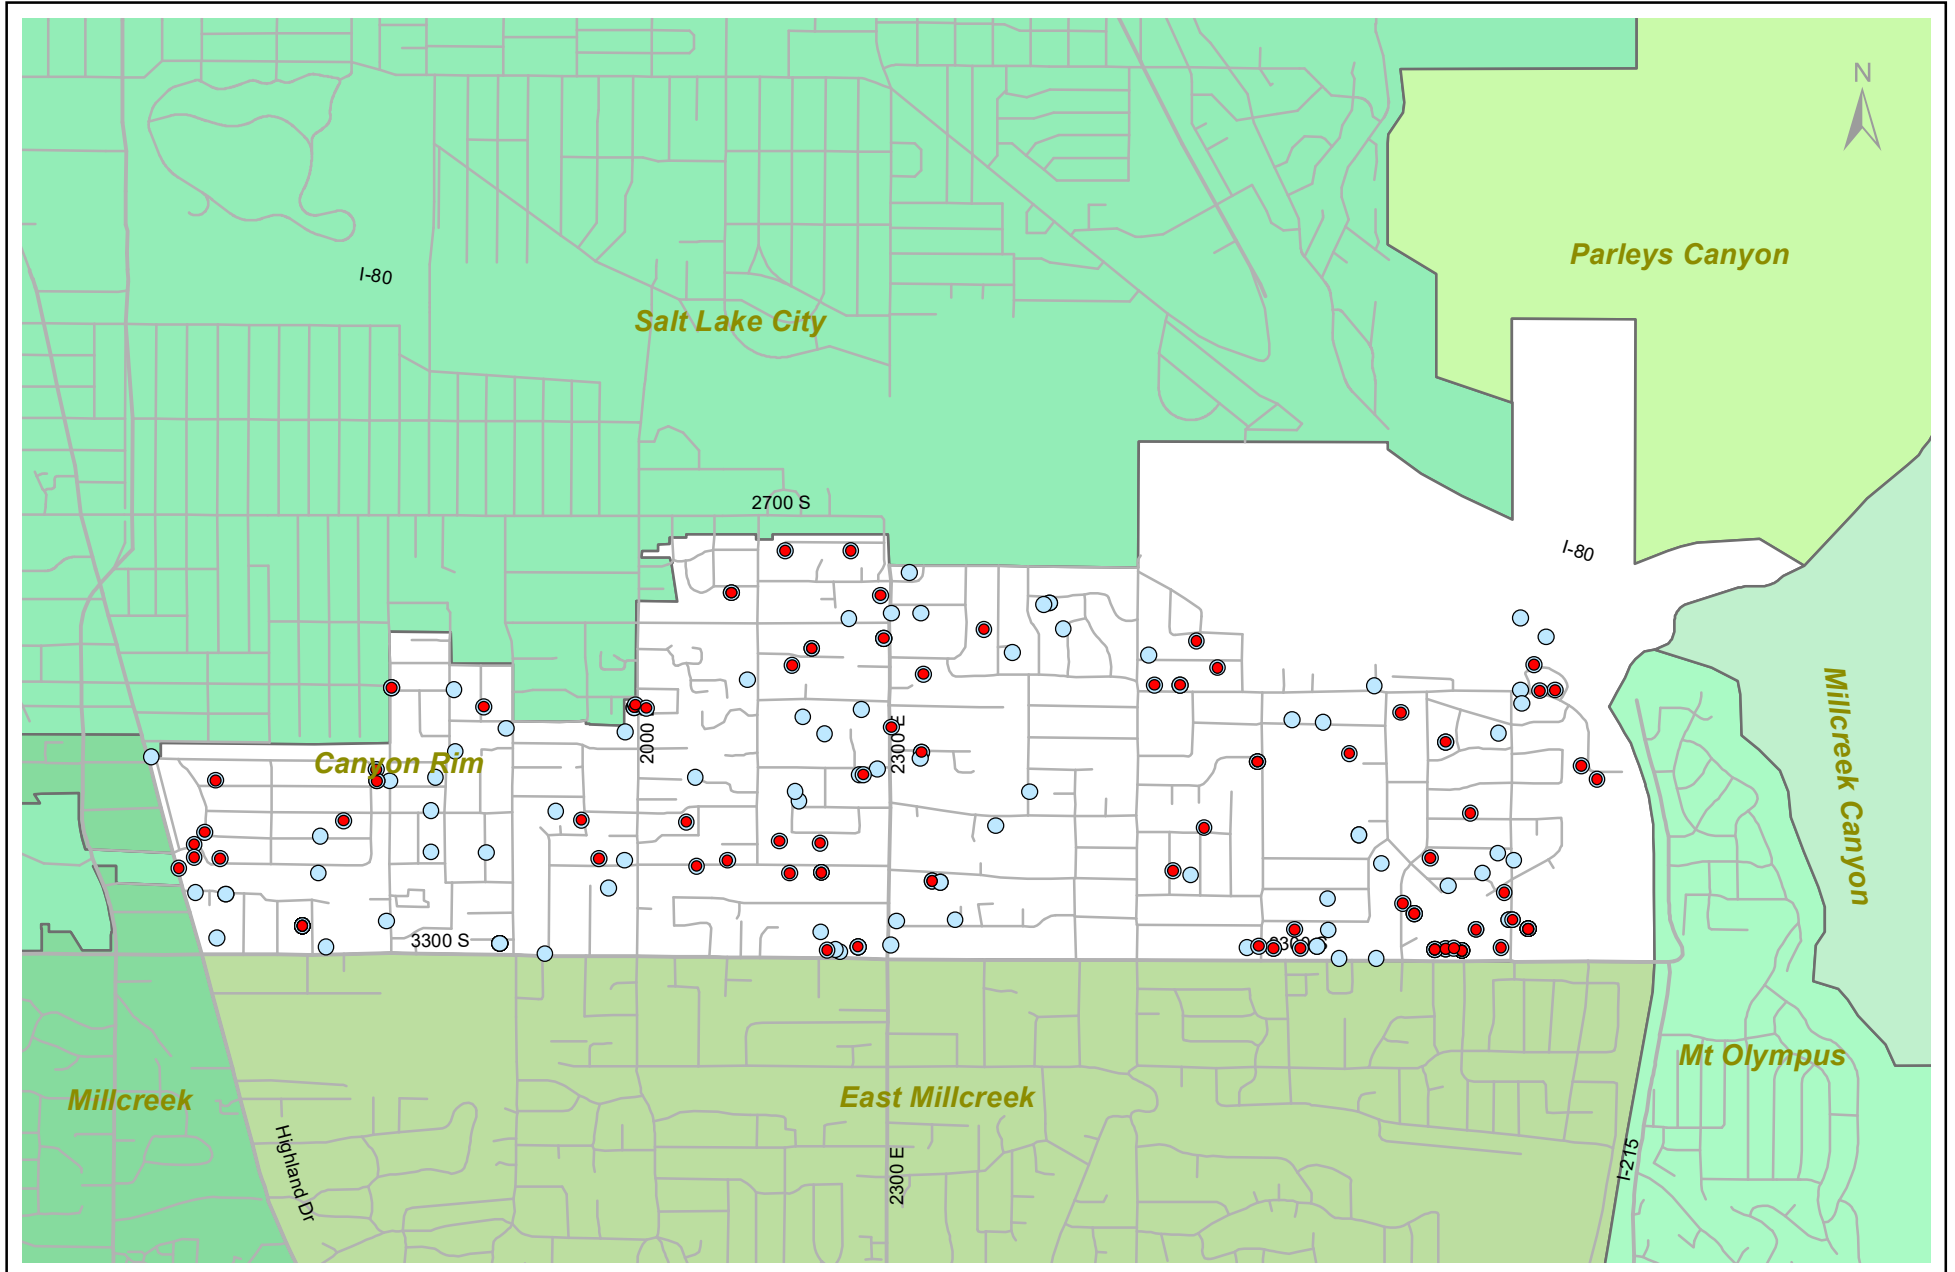 N
Parleys Canyon
I-80
Salt Lake City
2700 S
I-80
2000
2300 E
Canyon Rim
Millcreek Canyon
3300 S
3300 S
Mt Olympus
Millcreek
East Millcreek
Highland Dr
2300 E
I-215